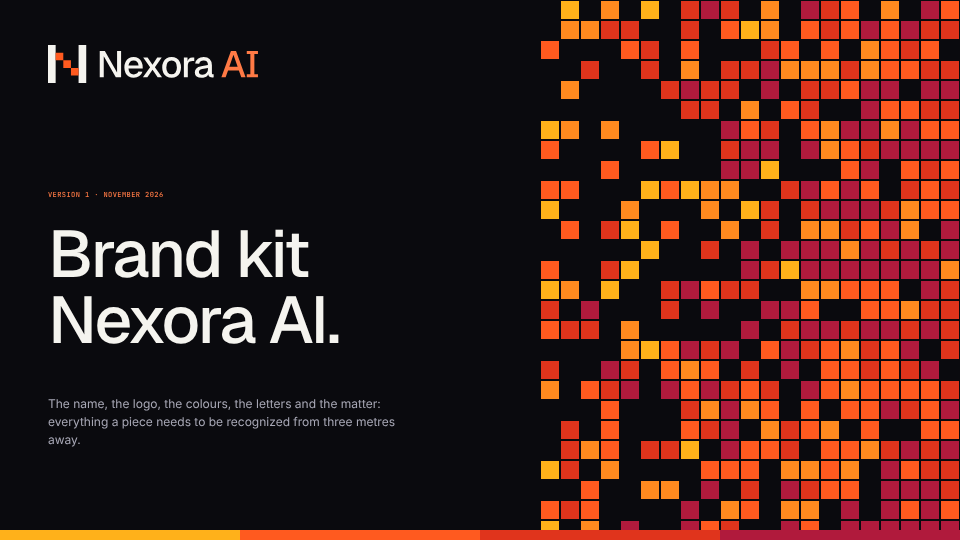 Nexora AI
VERSION 1 · NOVEMBER 2026
Brand kit
Nexora AI.
The name, the logo, the colours, the letters and the matter:
everything a piece needs to be recognized from three metres
away.